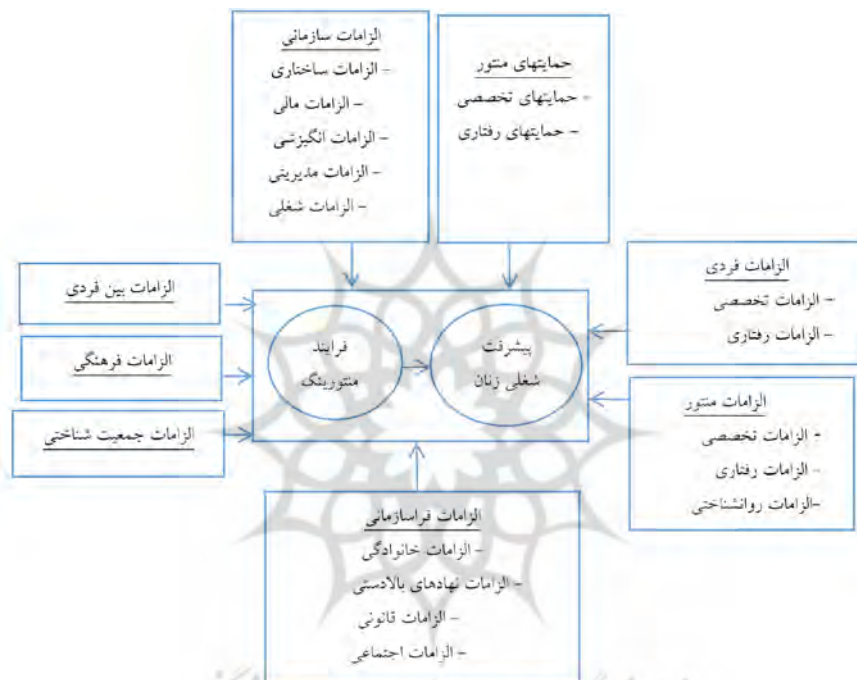 الزامات سازمانی
- الزامات ساختاری
- الزامات مالی
- الزامات انگیزشی
- الزامات مدیریتی
- الزامات شغلی
حمایتهای منتور
- حمایتهای تخصصی
- حمایتهای رفتاری
الزامات فردی
- الزامات تخصصی
- الزامات رفتاری
الزامات منتور
- الزامات تخصصی
- الزامات رفتاری
-الزامات روانشناختی
الزامات بین فردی
الزامات فرهنگی
الزامات جمعیت شناختی
پیشرفت
شغلی زنان
فرایند
منتورینگ
الزامات فراسازمانی
- الزامات خانوادگی
- الزامات نهادهای بالادستی
- الزامات قانونی
- الزامات اجتماعی